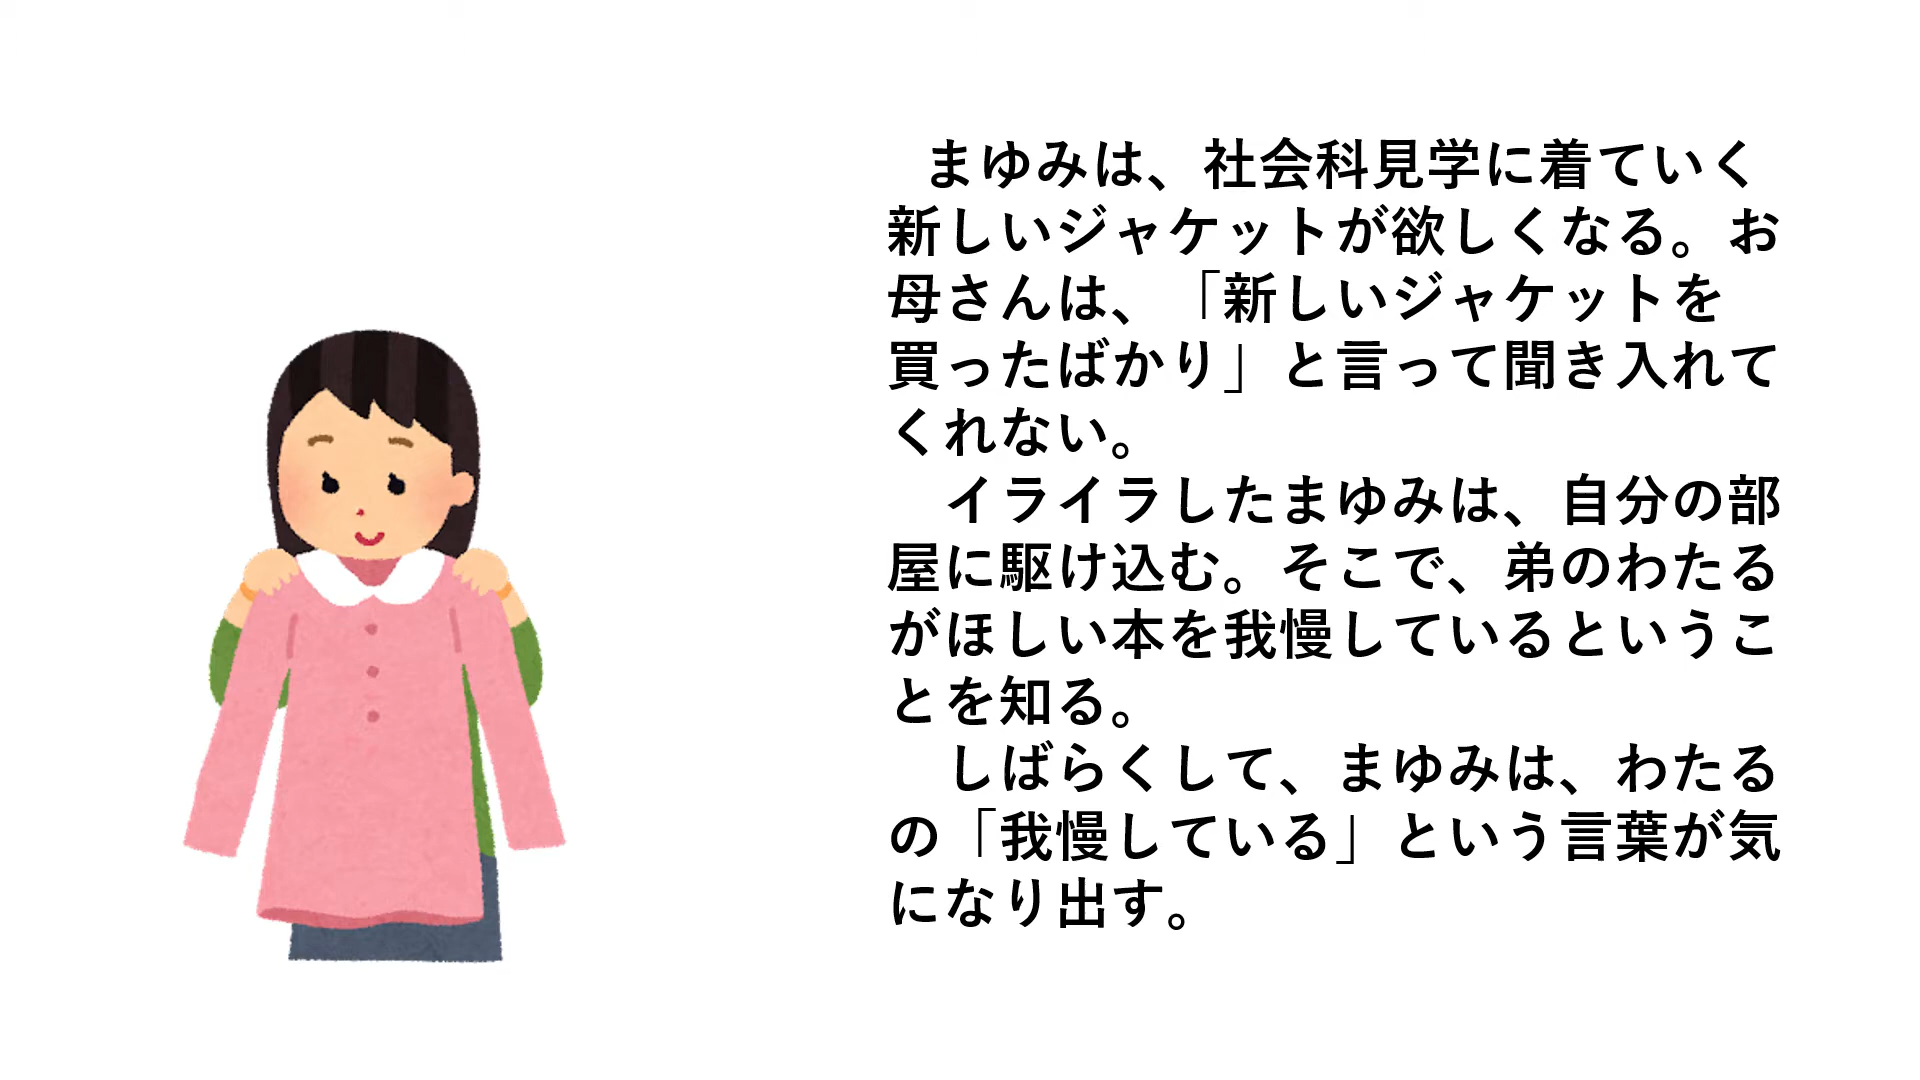 まゆみは、社会科見学に着ていく
新しいジャケットが欲しくなる。お
母さんは、「新しいジャケットを
買ったばかり」と言って聞き入れて
くれない。
イライラしたまゆみは、自分の部
屋に駆け込む。そこで、弟のわたる
がほしい本を我慢しているというこ
とを知る。
しばらくして、まゆみは、わたる
の「我慢している」という言葉が気
になり出す。